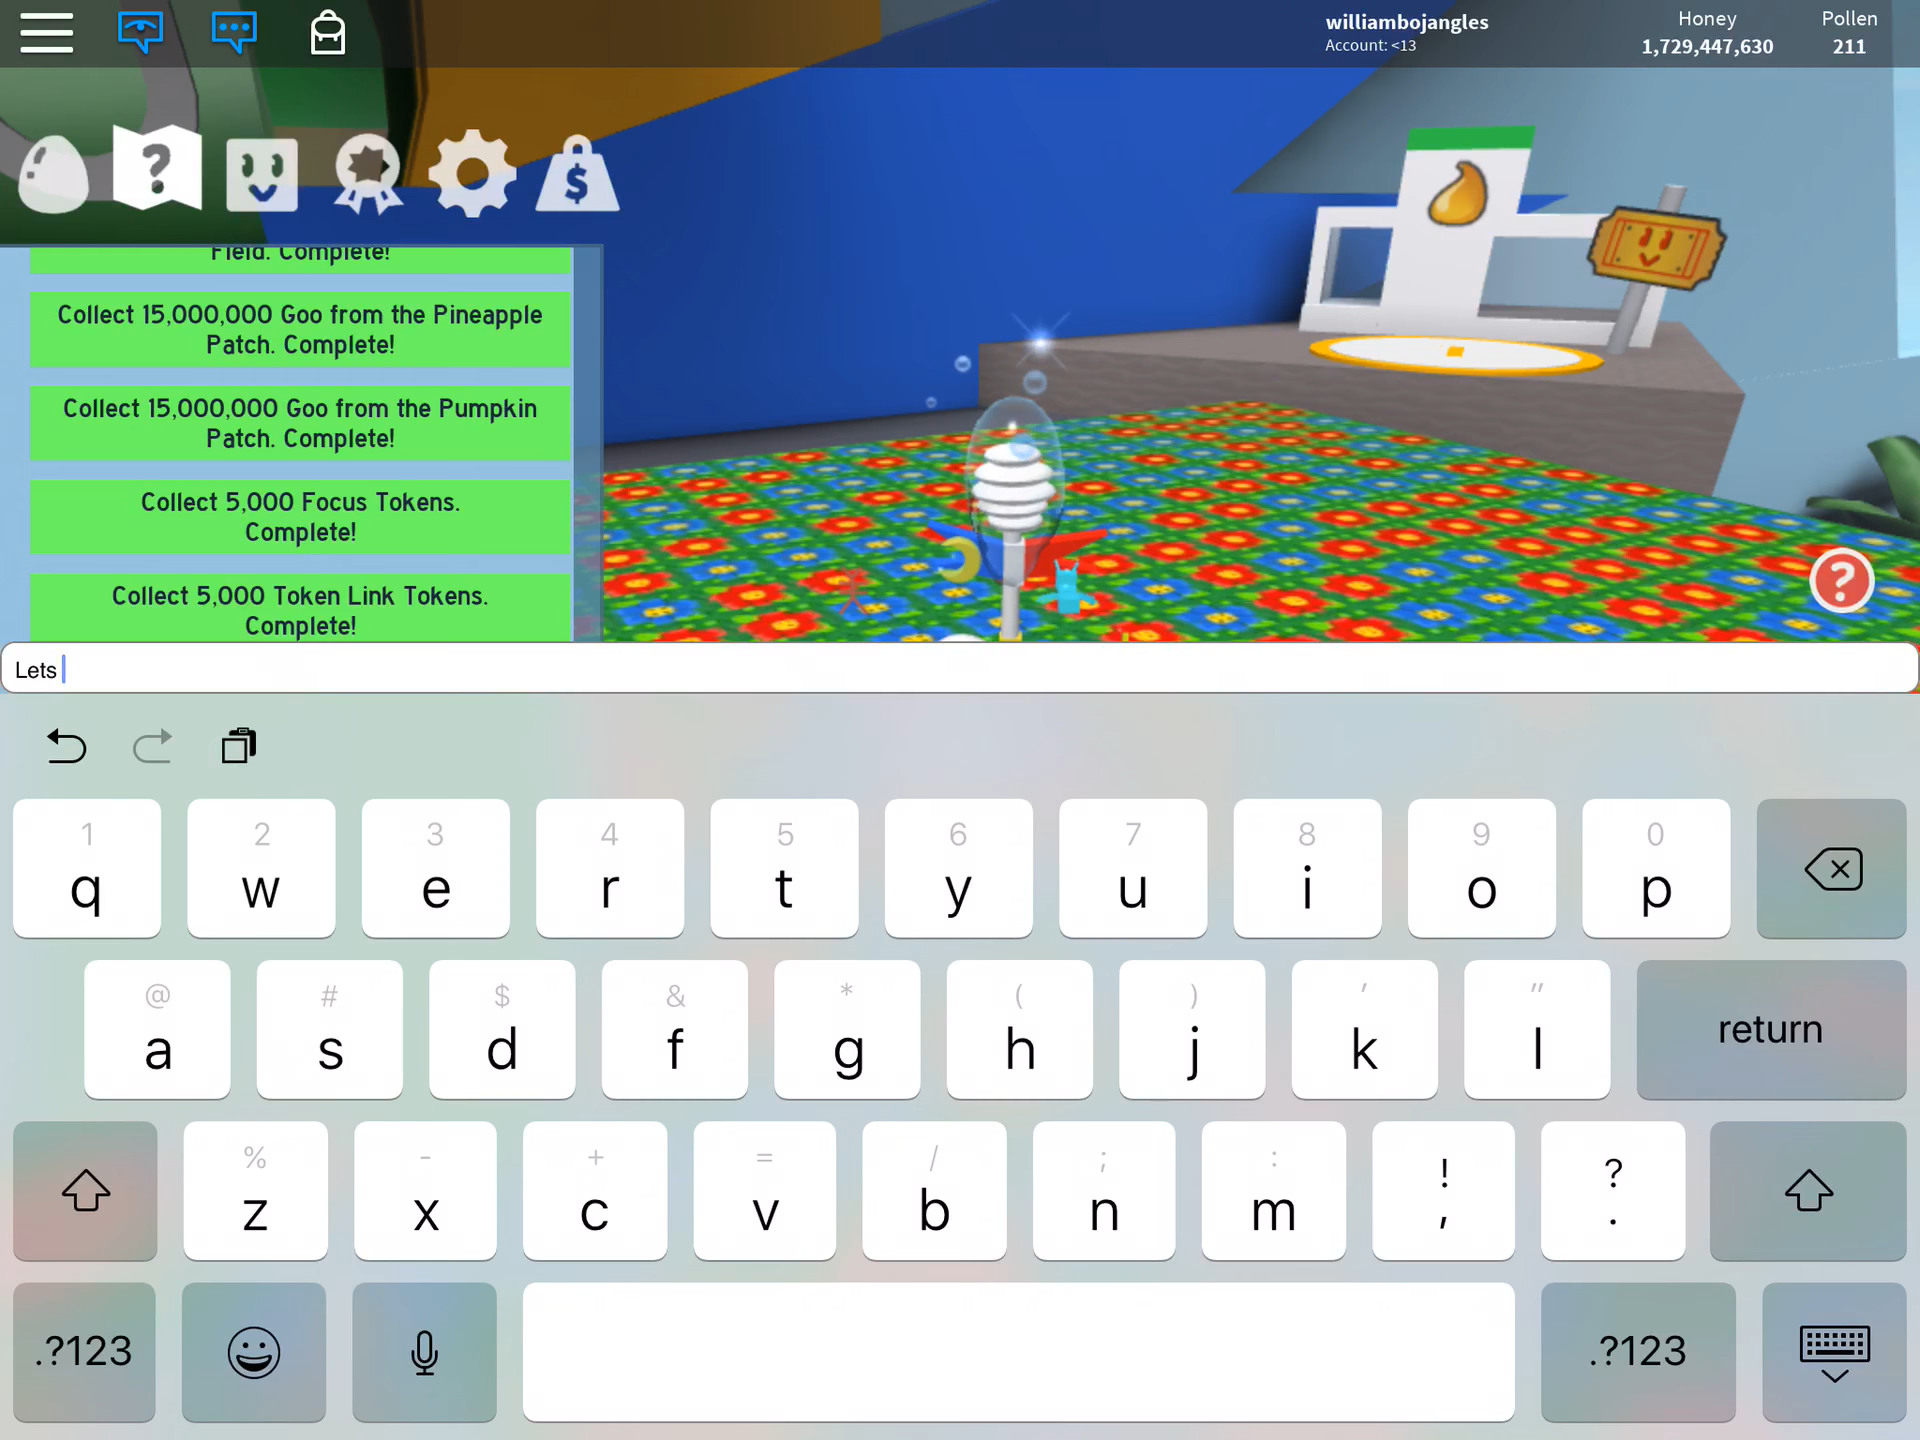 williambojangles
Account: <13
Honey
1,729,447,630
Pollen
211
?
$
Field. Complete!
Collect 15,000,000 Goo from the Pineapple
Patch. Complete!
Collect 15,000,000 Goo from the Pumpkin
Patch. Complete!
Collect 5,000 Focus Tokens.
Complete!
Collect 5,000 Token Link Tokens.
Complete!
?
Lets
1 2 3 4 5 6 7 8 9 0
q w e r t y u i o p
@ # $ & * ( ) ' "
a s d f g h j k l return
% - + = / ; : ! ?
z x c v b n m , .
.?123 .?123